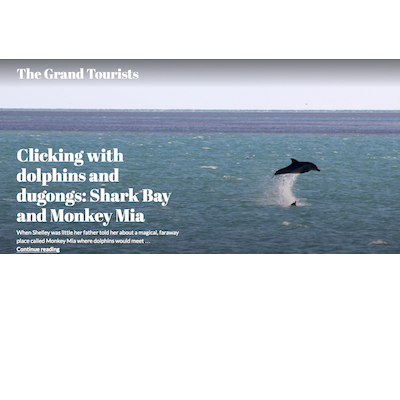 The Grand Tourists
Clicking with
dolphins and
dugongs: Shark Bay
and Monkey Mia
When Shelley was little her father told her about a magical, faraway
place called Monkey Mia where dolphins would meet …
Continue reading